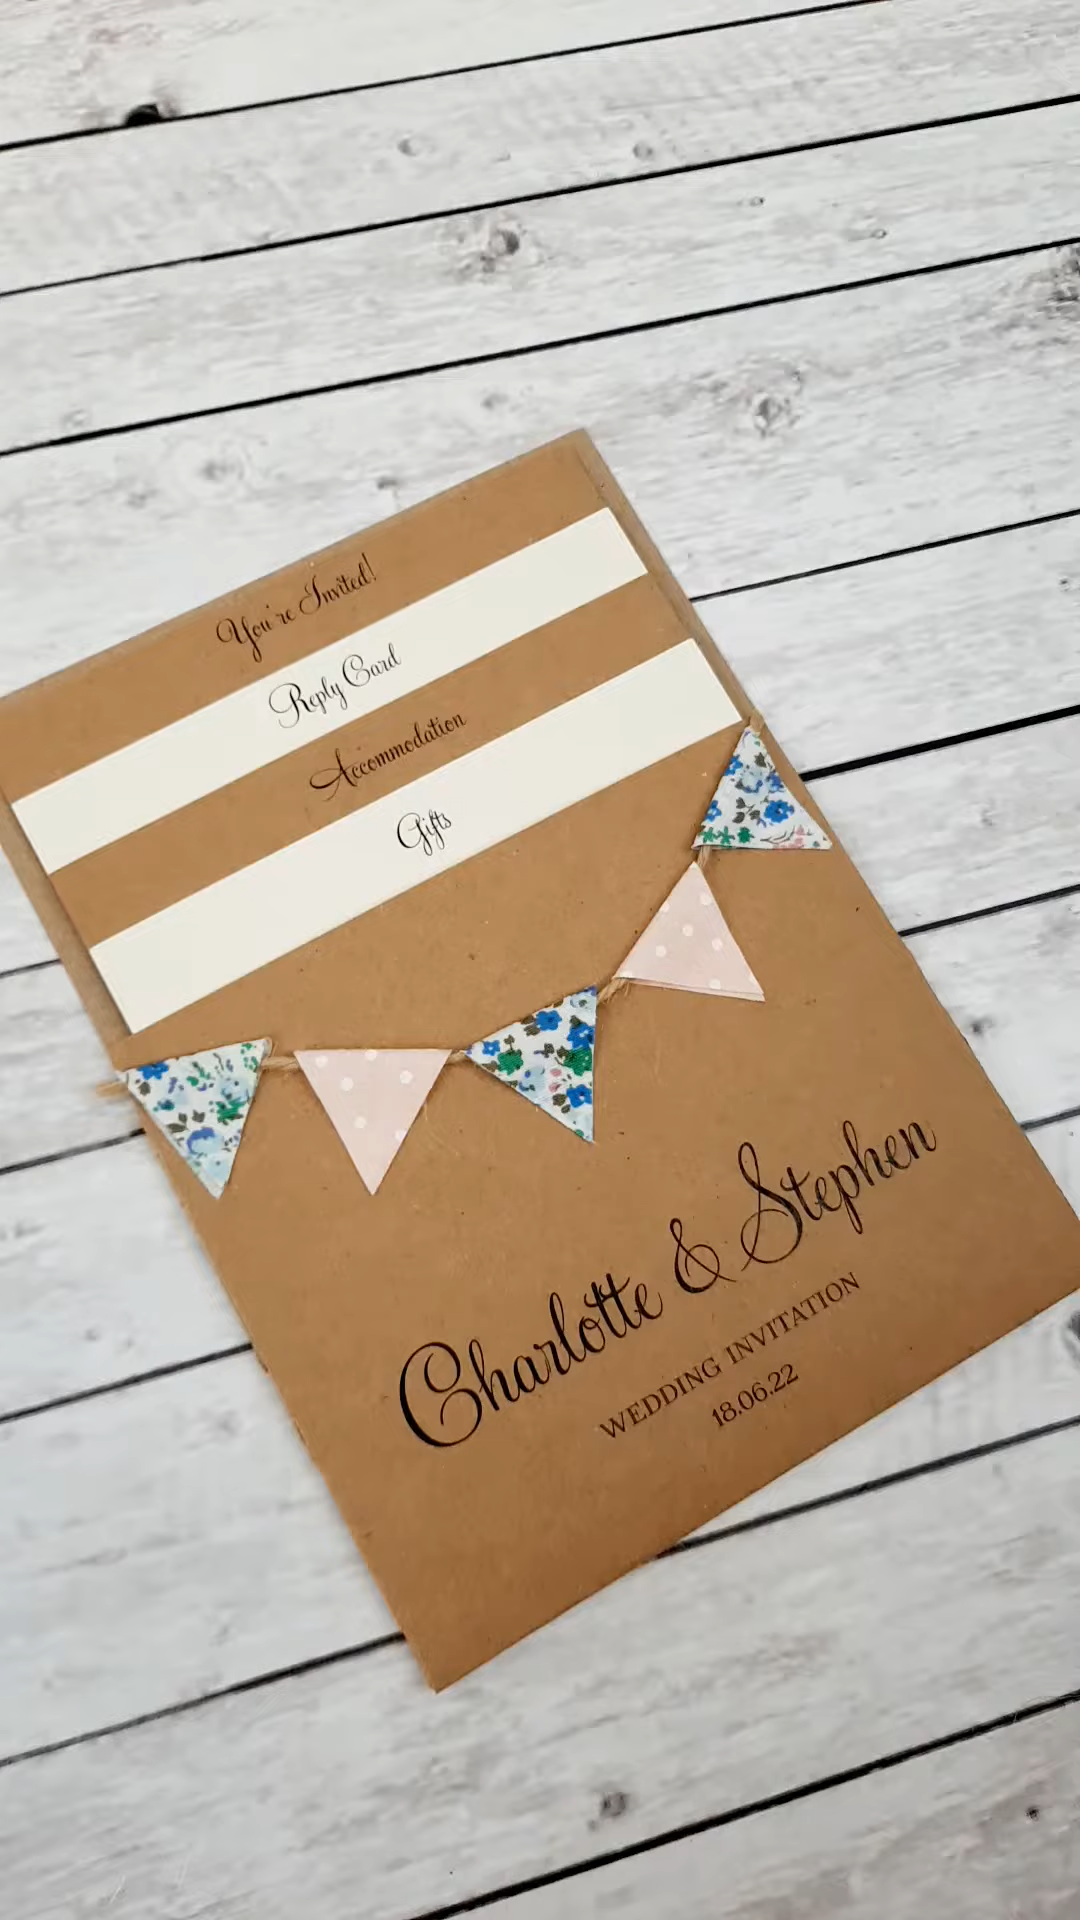 You're Invited!
Reply Card
Accommodation
Gifts
Charlotte & Stephen
WEDDING INVITATION
18.06.22